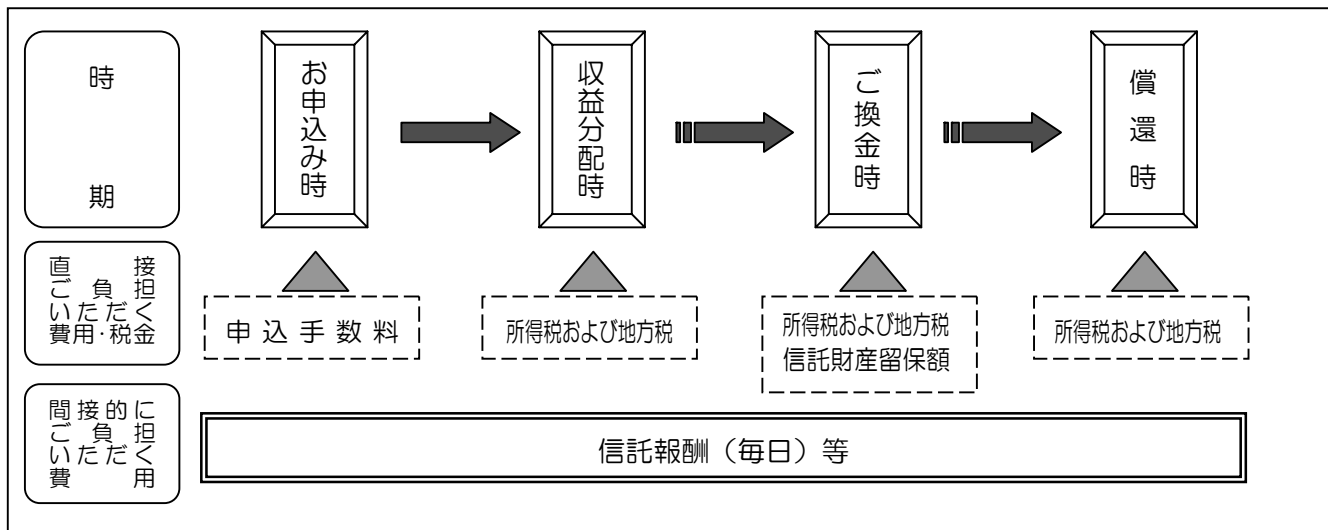 時期
お申込み時
収益分配時
ご換金時
償還時
直接
ご負担
いただく
費用・税金
申込手数料
所得税および地方税
所得税および地方税
信託財産留保額
所得税および地方税
間接的に
ご負担
いただく
費用
信託報酬（毎日）等